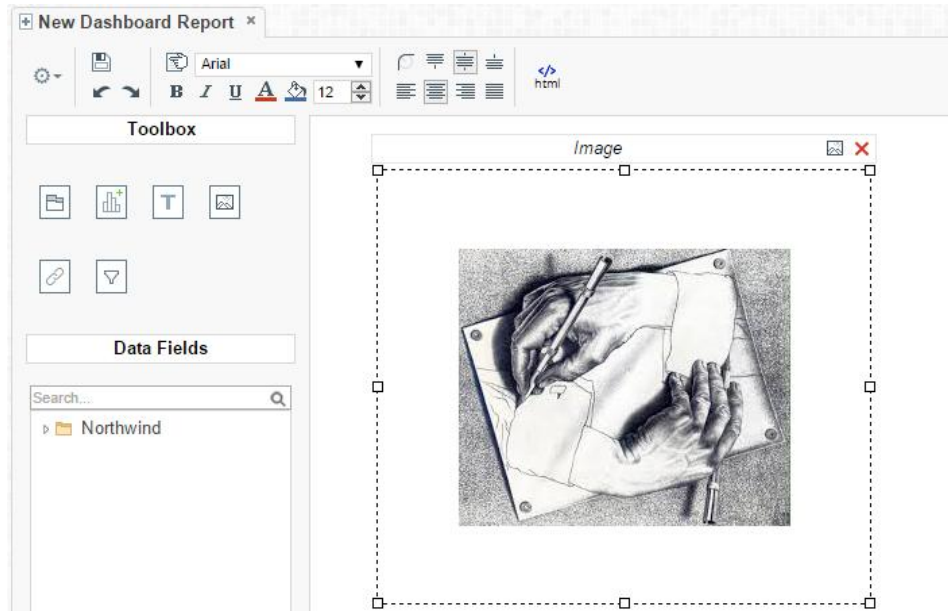 New Dashboard Report ×
Arial
B I U A 12
</>
html
Toolbox
T
Image
Data Fields
Search...
Northwind